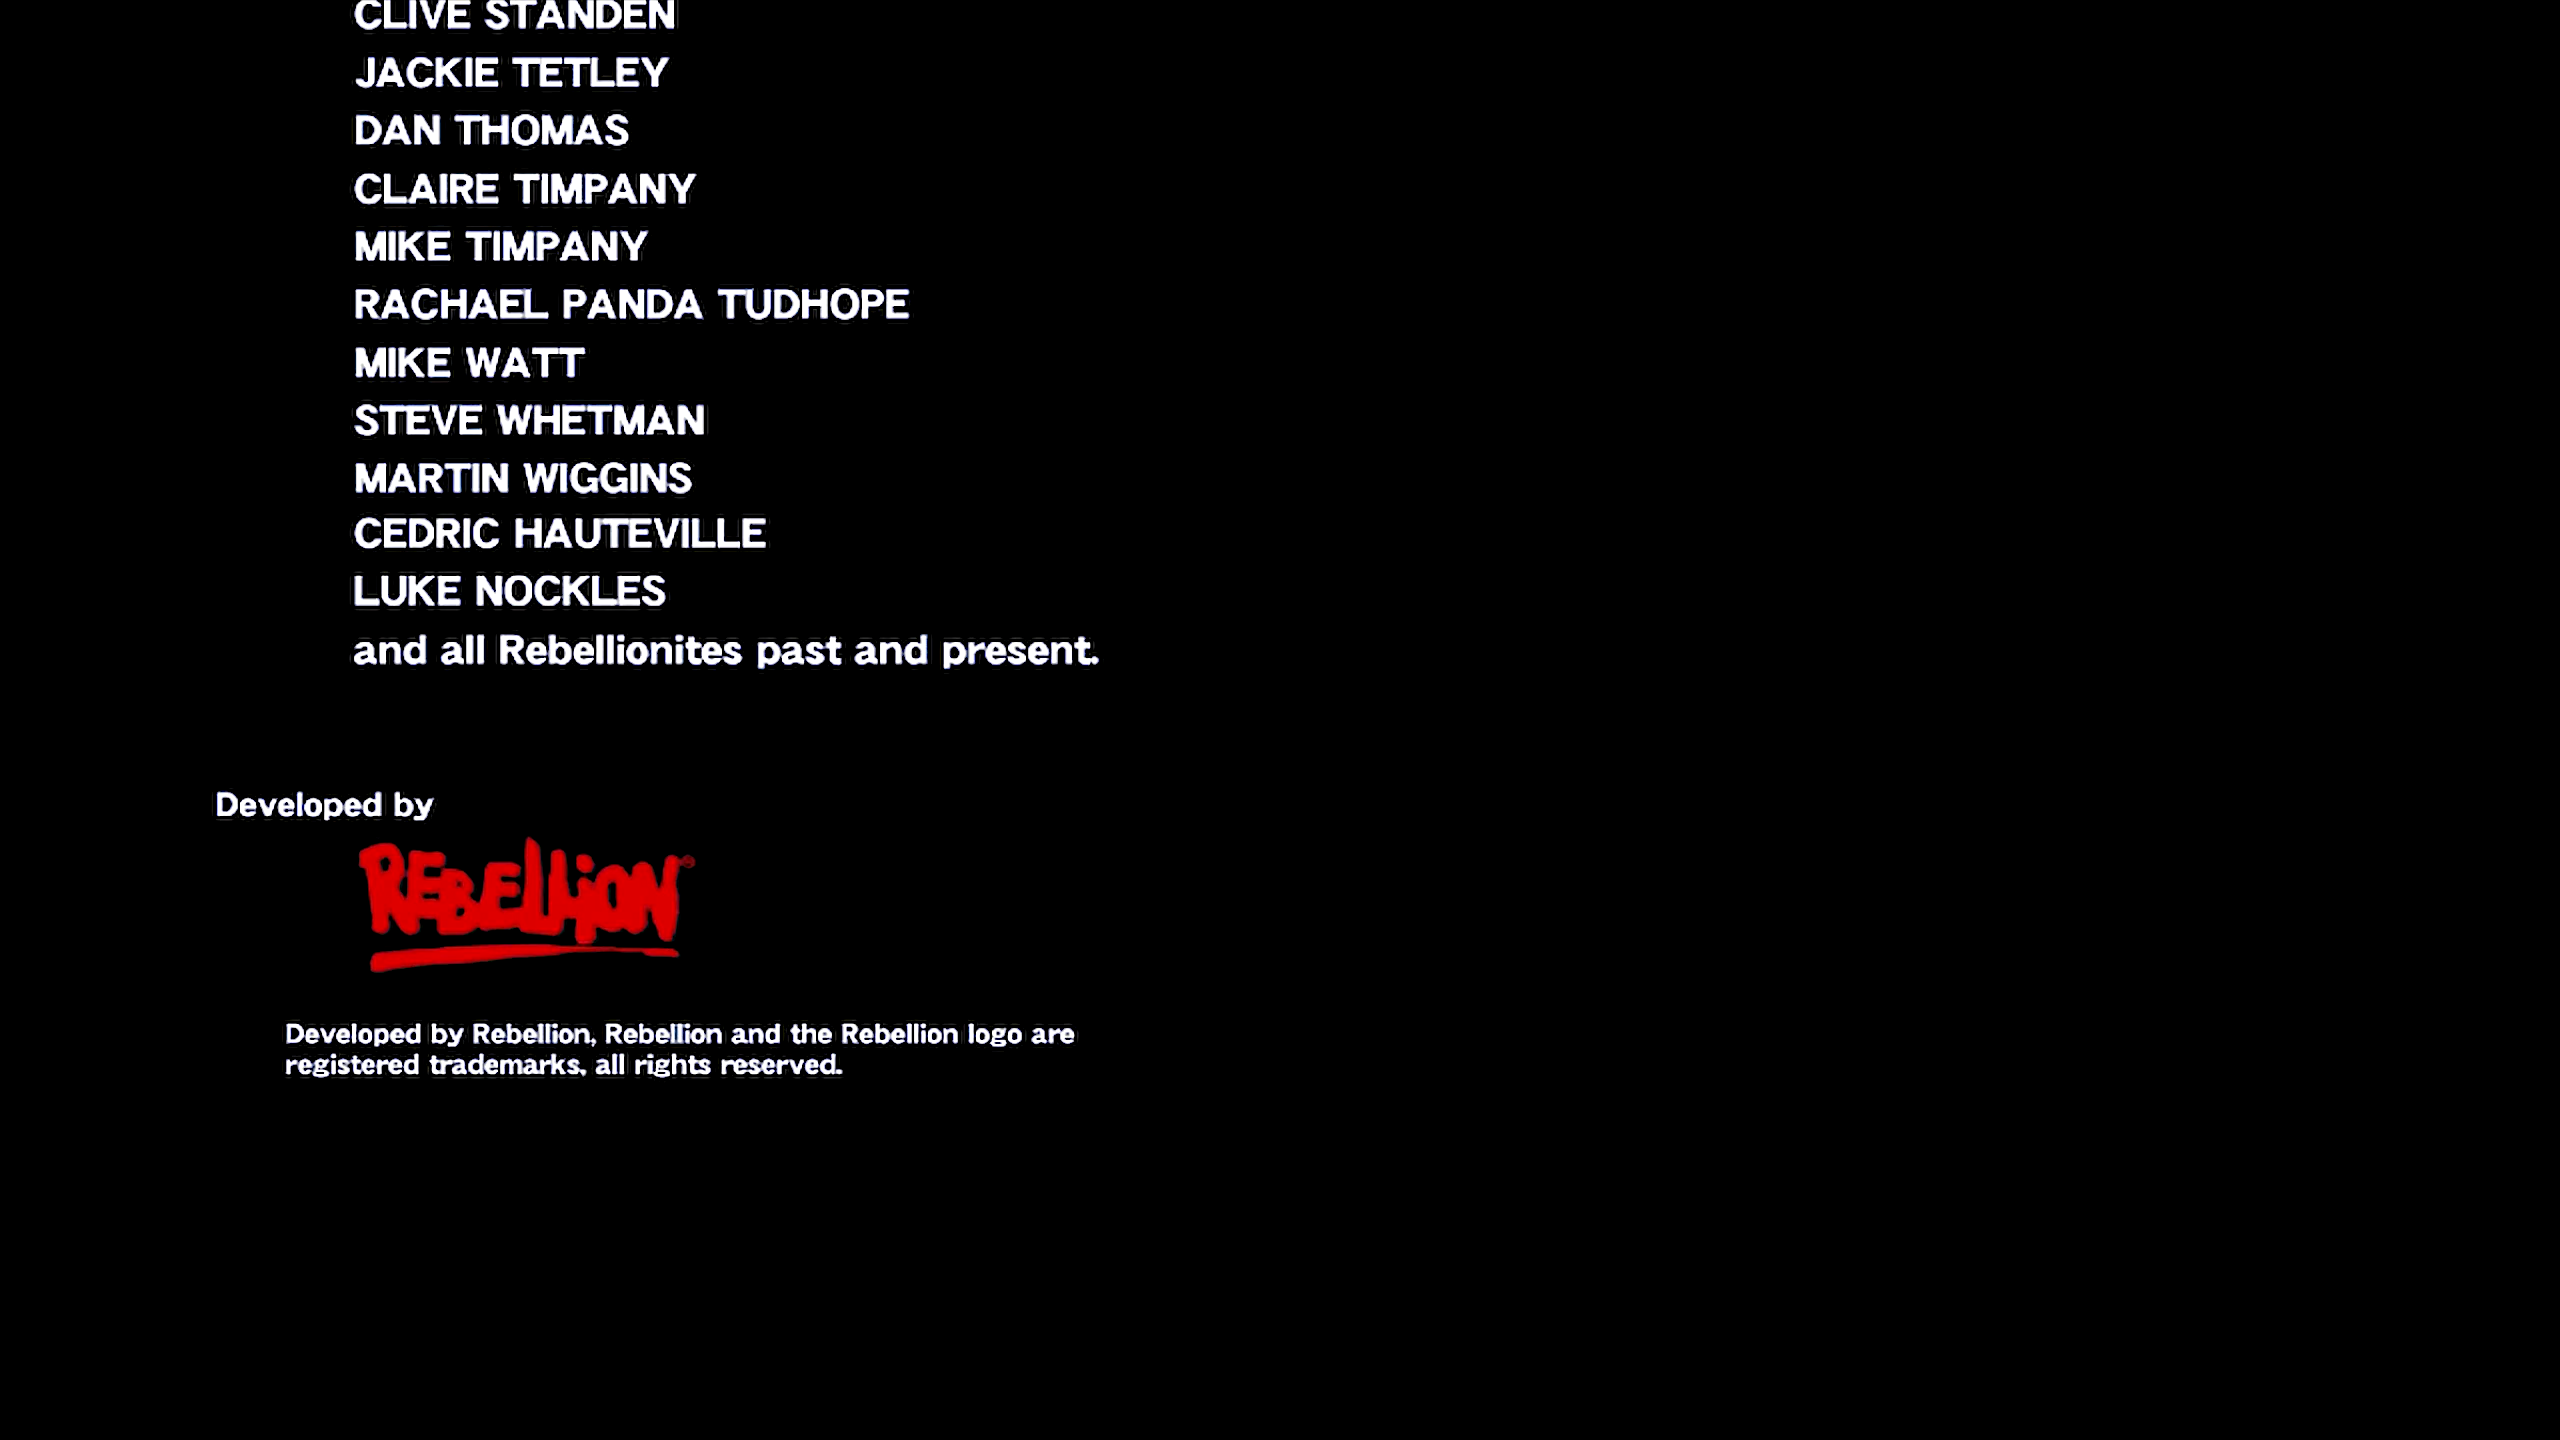 CLIVE STANDEN
JACKIE TETLEY
DAN THOMAS
CLAIRE TIMPANY
MIKE TIMPANY
RACHAEL PANDA TUDHOPE
MIKE WATT
STEVE WHETMAN
MARTIN WIGGINS
CEDRIC HAUTEVILLE
LUKE NOCKLES
and all Rebellionites past and present.
Developed by
REBELLION
Developed by Rebellion, Rebellion and the Rebellion logo are
registered trademarks, all rights reserved.